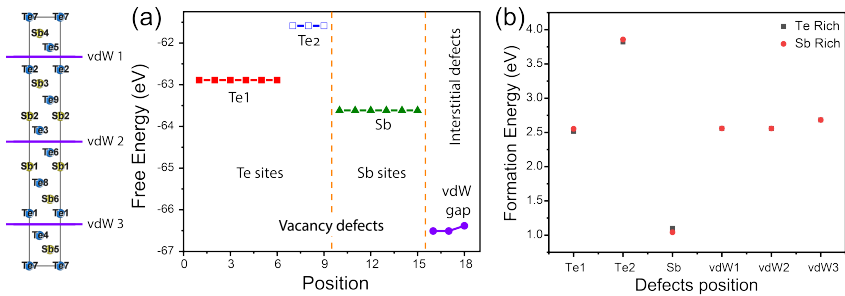 Te7 Te7
Sb4
Te5
vdW 1
Te2 Te2
Sb3
Te9
Sb2 Sb2
Te3
vdW 2
Te6
Sb1 Sb1
Te8
Sb6
Te1 Te1
vdW 3
Te4
Sb5
Te7 Te7
(a)
Free Energy (eV)
-62
-63
-64
-65
-66
-67
Te1
Te2
Sb
Te sites
Sb sites
Interstitial defects
vdW
gap
Vacancy defects
0 3 6 9 12 15 18
Position
(b)
Formation Energy (eV)
4.0
3.5
3.0
2.5
2.0
1.5
1.0
Te Rich
Sb Rich
Te1 Te2 Sb vdW1 vdW2 vdW3
Defects position